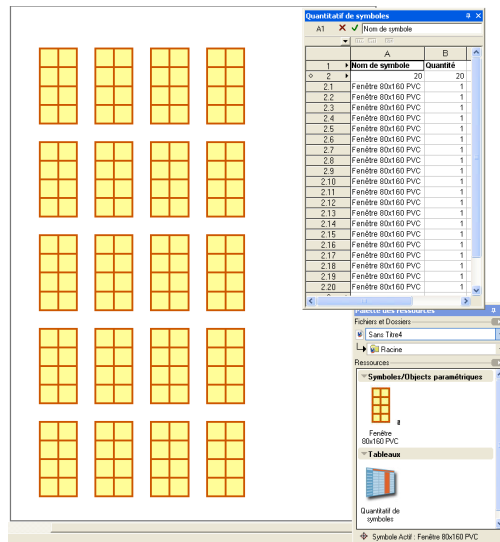 Quantitatif de symboles
A1 Nom de symbole
A B
1 Nom de symbole Quantité
2 20 20
2.1 Fenêtre 80x160 PVC 1
2.2 Fenêtre 80x160 PVC 1
2.3 Fenêtre 80x160 PVC 1
2.4 Fenêtre 80x160 PVC 1
2.5 Fenêtre 80x160 PVC 1
2.6 Fenêtre 80x160 PVC 1
2.7 Fenêtre 80x160 PVC 1
2.8 Fenêtre 80x160 PVC 1
2.9 Fenêtre 80x160 PVC 1
2.10 Fenêtre 80x160 PVC 1
2.11 Fenêtre 80x160 PVC 1
2.12 Fenêtre 80x160 PVC 1
2.13 Fenêtre 80x160 PVC 1
2.14 Fenêtre 80x160 PVC 1
2.15 Fenêtre 80x160 PVC 1
2.16 Fenêtre 80x160 PVC 1
2.17 Fenêtre 80x160 PVC 1
2.18 Fenêtre 80x160 PVC 1
2.19 Fenêtre 80x160 PVC 1
2.20 Fenêtre 80x160 PVC 1
Palette des ressources
Fichiers et Dossiers
Sans Titre4
Racine
Ressources
Symboles/Objects paramétriques
Fenêtre
80x160 PVC
Tableaux
Quantitatif de
symboles
Symbole Actif : Fenêtre 80x160 PVC